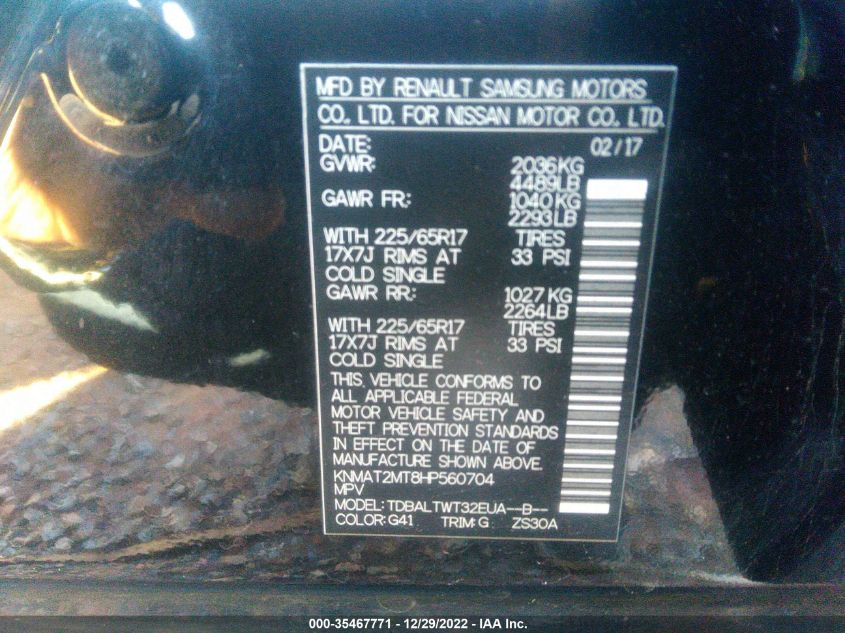 MFD BY RENAULT SAMSUNG MOTORS
CO., LTD. FOR NISSAN MOTOR CO., LTD.
DATE: 02/17
GVWR: 2036KG
4489LB
GAWR FR: 1040KG
2293LB
WITH 225/65R17 TIRES
17X7J RIMS AT 33 PSI
COLD SINGLE
GAWR RR: 1027KG
2264LB
WITH 225/65R17 TIRES
17X7J RIMS AT 33 PSI
COLD SINGLE
THIS VEHICLE CONFORMS TO
ALL APPLICABLE FEDERAL
MOTOR VEHICLE SAFETY AND
THEFT PREVENTION STANDARDS
IN EFFECT ON THE DATE OF
MANUFACTURE SHOWN ABOVE.
KNMAT2MT8HP560704
MPV
MODEL: TDBALTWT32EUA--B--
COLOR:G41 TRIM:G ZS30A
000-35467771 - 12/29/2022 - IAA Inc.